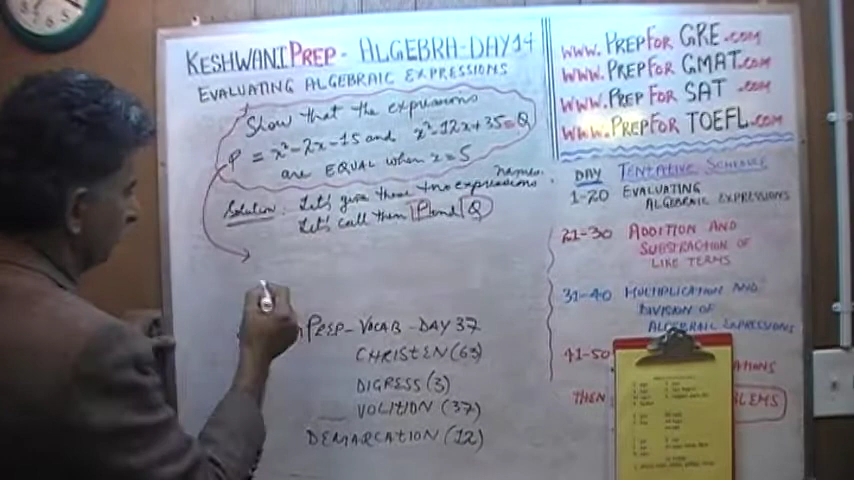 KESHWANIPREP - ALGEBRA - DAY 14
EVALUATING ALGEBRAIC EXPRESSIONS
Show that the expressions
P = x²-2x-15 and x²-12x+35=Q
are EQUAL when x=5
Solution: Let's give these two expressions names.
Let's call them P and Q
PREP-VOCAB-DAY 37
CHRISTEN (63)
DIGRESS (3)
VOLITION (37)
DEMARCATION (12)
www.PREPFOR GRE.com
www.PREPFOR GMAT.com
www.PREPFOR SAT.com
www.PREPFOR TOEFL.com
DAY TENTATIVE SCHEDULE
1-20 EVALUATING
ALGEBRAIC EXPRESSIONS
21-30 ADDITION AND
SUBTRACTION OF
LIKE TERMS
31-40 MULTIPLICATION AND
DIVISION OF
ALGEBRAIC EXPRESSIONS
41-50
THEN